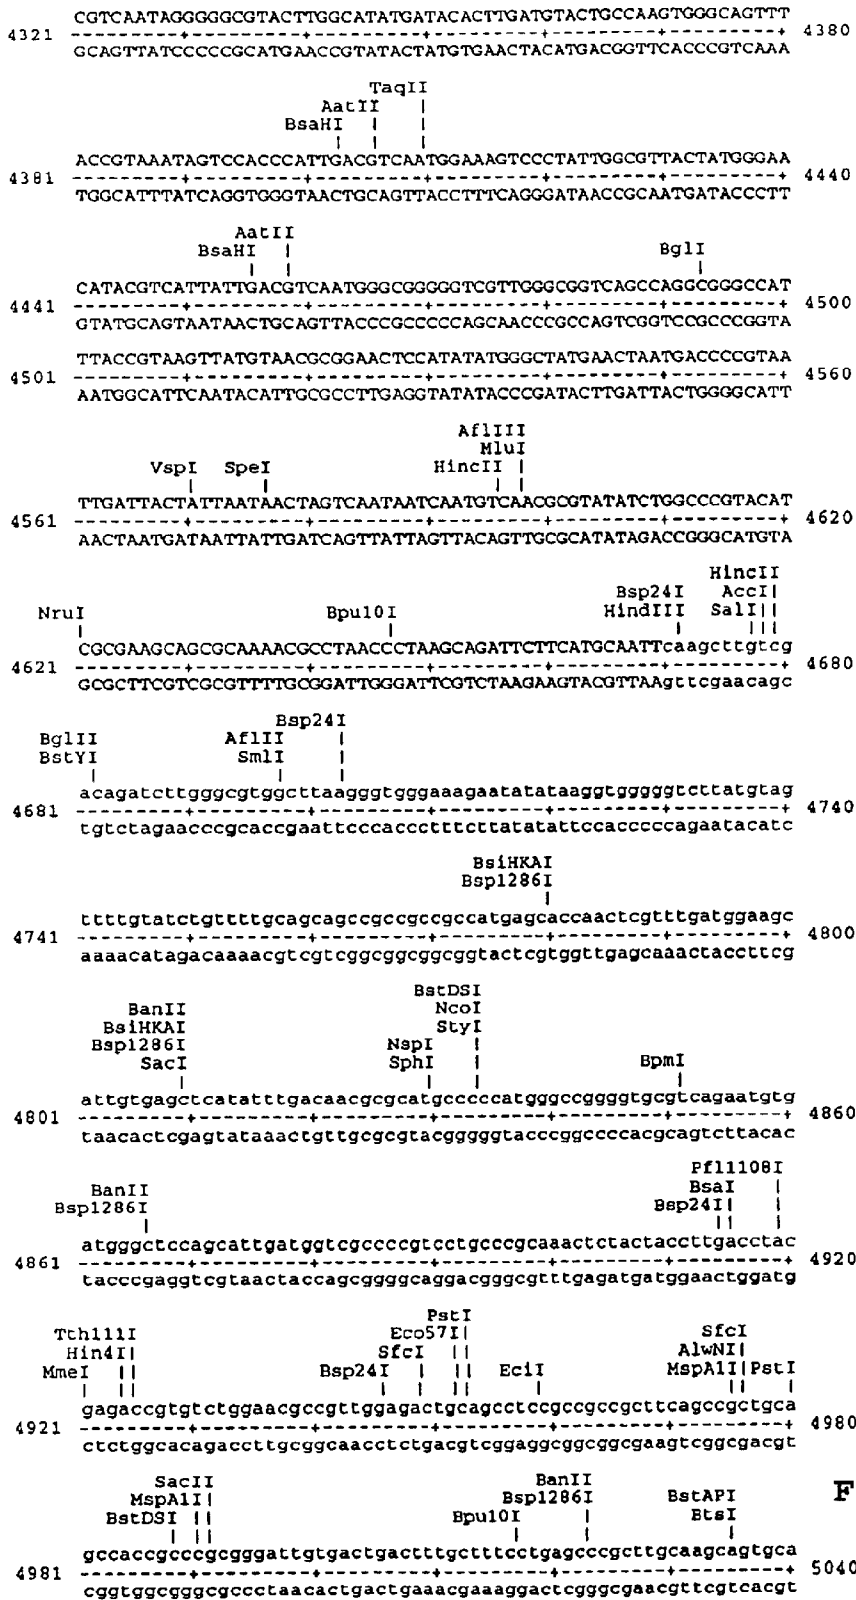 CGTCAATAGGGGGCGTACTTGGCATATGATACACTTGATGTACTGCCAAGTGGGCAGTTT
4321 ---------+---------+---------+---------+---------+---------+ 4380
GCAGTTATCCCCCGCATGAACCGTATACTATGTGAACTACATGACGGTTCACCCGTCAAA
TaqII
AatII |
BsaHI | |
ACCGTAAATAGTCCACCCATTGACGTCAATGGAAAGTCCCTATTGGCGTTACTATGGGAA
4381 ---------+---------+---------+---------+---------+---------+ 4440
TGGCATTTATCAGGTGGGTAACTGCAGTTACCTTTCAGGGATAACCGCAATGATACCCTT
AatII
BsaHI | BglI
CATACGTCATTATTGACGTCAATGGGCGGGGGTCGTTGGGCGGTCAGCCAGGCGGGCCAT
4441 ---------+---------+---------+---------+---------+---------+ 4500
GTATGCAGTAATAACTGCAGTTACCCGCCCCCAGCAACCCGCCAGTCGGTCCGCCCGGTA
TTACCGTAAGTTATGTAACGCGGAACTCCATATATGGGCTATGAACTAATGACCCCGTAA
4501 ---------+---------+---------+---------+---------+---------+ 4560
AATGGCATTCAATACATTGCGCCTTGAGGTATATACCCGATACTTGATTACTGGGGCATT
AflIII
MluI
VspI SpeI HincII |
TTGATTACTATTAATAACTAGTCAATAATCAATGTCAACGCGTATATCTGGCCCGTACAT
4561 ---------+---------+---------+---------+---------+---------+ 4620
AACTAATGATAATTATTGATCAGTTATTAGTTACAGTTGCGCATATAGACCGGGCATGTA
HincII
Bsp24I AccI|
NruI Bpu10I HindIII SalI||
CGCGAAGCAGCGCAAAACGCCTAACCCTAAGCAGATTCTTCATGCAATTCaagcttgtcg
4621 ---------+---------+---------+---------+---------+---------+ 4680
GCGCTTCGTCGCGTTTTGCGGATTGGGATTCGTCTAAGAAGTACGTTAAGttcgaacagc
Bsp24I
BglII AflII |
BstYI SmlI |
acagatcttgggcgtggcttaagggtgggaaagaatatataaggtgggggtcttatgtag
4681 ---------+---------+---------+---------+---------+---------+ 4740
tgtctagaacccgcaccgaattcccaccctttcttatatattccacccccagaatacatc
BsiHKAI
Bsp1286I
ttttgtatctgttttgcagcagccgccgccgccatgagcaccaactcgtttgatggaagc
4741 ---------+---------+---------+---------+---------+---------+ 4800
aaaacatagacaaaacgtcgtcggcggcggcggtactcgtggttgagcaaactaccttcg
BstDSI
BanII NcoI
BsiHKAI StyI
Bsp1286I NspI |
SacI SphI | BpmI
attgtgagctcatatttgacaacgcgcatgcccccatgggccggggtgcgtcagaatgtg
4801 ---------+---------+---------+---------+---------+---------+ 4860
taacactcgagtataaactgttgcgcgtacgggggtacccggccccacgcagtcttacac
Pfl1108I
BanII BsaI |
Bsp1286I Bsp24I| |
atgggctccagcattgatggtcgccccgtcctgcccgcaaactctactaccttgacctac
4861 ---------+---------+---------+---------+---------+---------+ 4920
tacccgaggtcgtaactaccagcggggcaggacgggcgtttgagatgatggaactggatg
PstI
Tth111I Eco57I| SfcI
Hin4I| SfcI || AlwNI|
MmeI || Bsp24I | || EciI MspA1I||PstI
gagaccgtgtctggaacgccgttggagactgcagcctccgccgccgcttcagccgctgca
4921 ---------+---------+---------+---------+---------+---------+ 4980
ctctggcacagaccttgcggcaacctctgacgtcggaggcggcggcgaagtcggcgacgt
SacII BanII F
MspA1I| Bsp1286I BstAPI
BstDSI || Bpu10I | BtsI
gccaccgcccgcgggattgtgactgactttgctttcctgagcccgcttgcaagcagtgca
4981 ---------+---------+---------+---------+---------+---------+ 5040
cggtggcgggcgccctaacactgactgaaacgaaaggactcgggcgaacgttcgtcacgt